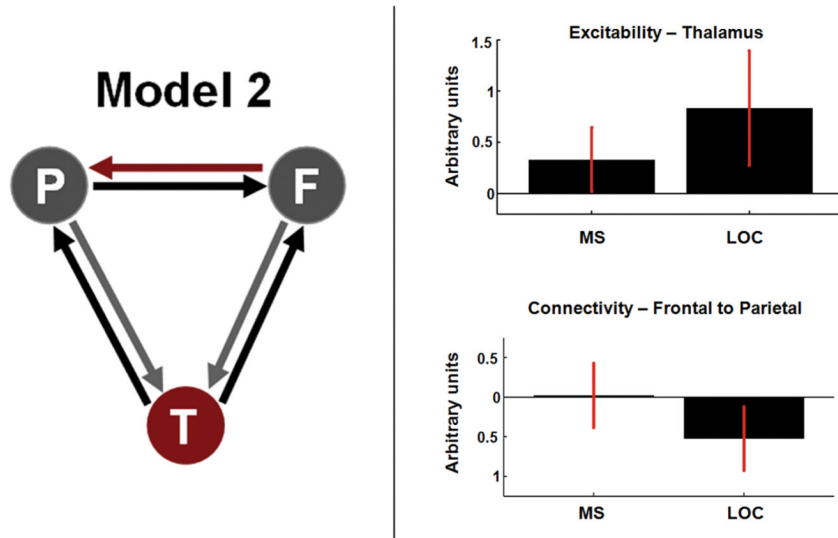 Model 2
P
F
T
Excitability – Thalamus
Arbitrary units
1.5
1
0.5
0
MS LOC
Connectivity – Frontal to Parietal
Arbitrary units
0.5
0
0.5
1
MS LOC